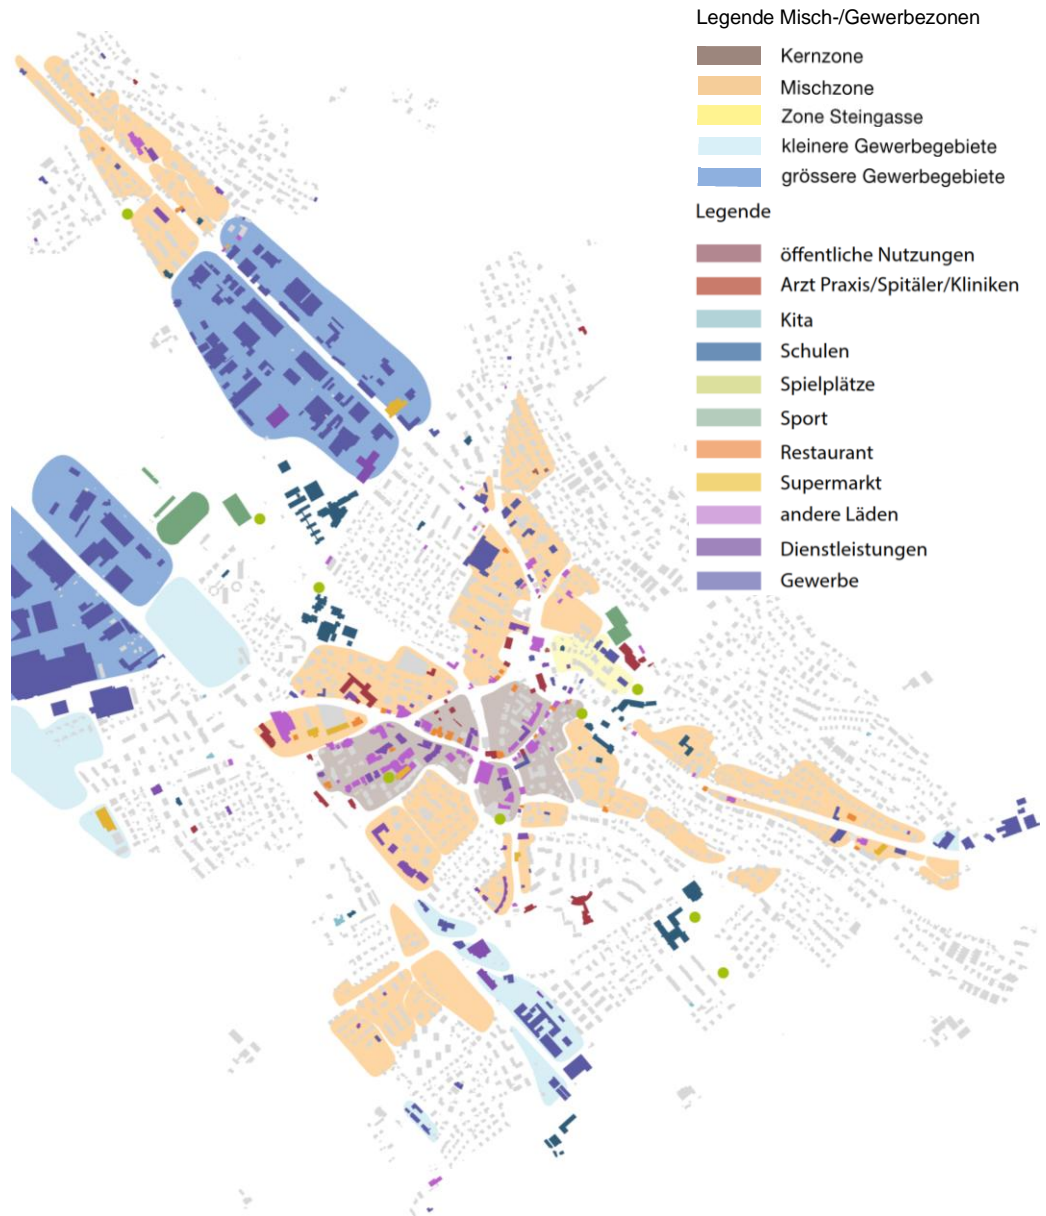 Legende Misch-/Gewerbezonen
Kernzone
Mischzone
Zone Steingasse
kleinere Gewerbegebiete
grössere Gewerbegebiete
Legende
öffentliche Nutzungen
Arzt Praxis/Spitäler/Kliniken
Kita
Schulen
Spielplätze
Sport
Restaurant
Supermarkt
andere Läden
Dienstleistungen
Gewerbe